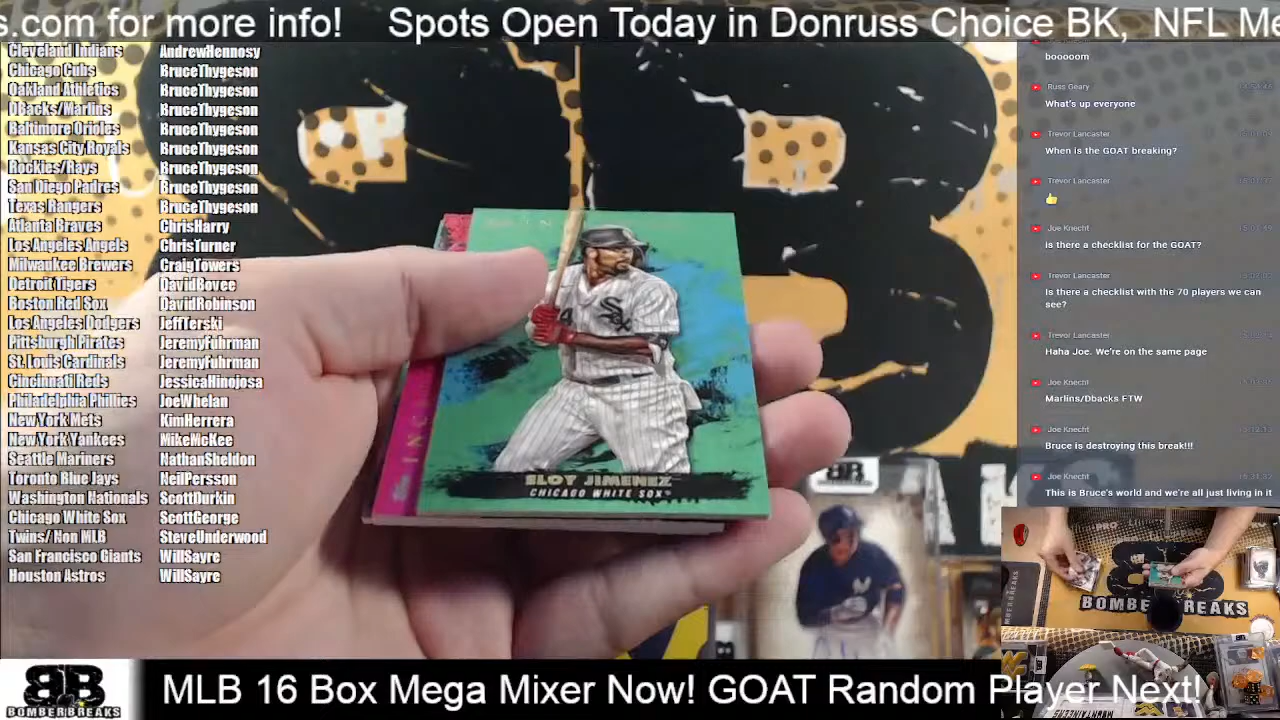 s.com for more info! Spots Open Today in Donruss Choice BK, NFL Me
Cleveland Indians AndrewHennosy
Chicago Cubs BruceThygeson
Oakland Athletics BruceThygeson
DBacks/Marlins BruceThygeson
Baltimore Orioles BruceThygeson
Kansas City Royals BruceThygeson
Rockies/Rays BruceThygeson
San Diego Padres BruceThygeson
Texas Rangers BruceThygeson
Atlanta Braves ChrisHarry
Los Angeles Angels ChrisTurner
Milwaukee Brewers CraigTowers
Detroit Tigers DavidBovee
Boston Red Sox DavidRobinson
Los Angeles Dodgers JeffTerski
Pittsburgh Pirates JeremyFuhrman
St. Louis Cardinals JeremyFuhrman
Cincinnati Reds JessicaHinojosa
Philadelphia Phillies JoeWhelan
New York Mets KimHerrera
New York Yankees MikeMcKee
Seattle Mariners NathanSheldon
Toronto Blue Jays NeilPersson
Washington Nationals ScottDurkin
Chicago White Sox ScottGeorge
Twins/ Non MLB SteveUnderwood
San Francisco Giants WillSayre
Houston Astros WillSayre
ELOY JIMENEZ
CHICAGO WHITE SOX
booooom
Russ Geary
What's up everyone
Trevor Lancaster
When is the GOAT breaking?
Trevor Lancaster
👍
Joe Knecht
is there a checklist for the GOAT?
Trevor Lancaster
Is there a checklist with the 70 players we can
see?
Trevor Lancaster
Haha Joe. We're on the same page
Joe Knecht
Marlins/Dbacks FTW
Joe Knecht
Bruce is destroying this break!!!
Joe Knecht
This is Bruce's world and we're all just living in it
BOMBER BREAKS
BB
BOMBERBREAKS
MLB 16 Box Mega Mixer Now! GOAT Random Player Next!